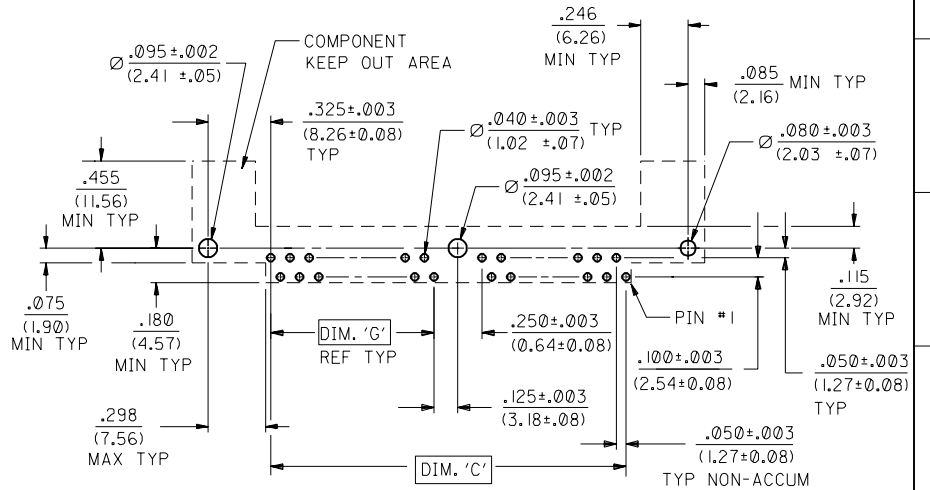 Ø .095±.002
(2.41 ±.05)
COMPONENT
KEEP OUT AREA
.246
(6.26)
MIN TYP
.085 MIN TYP
(2.16)
.325±.003
(8.26±0.08)
TYP
Ø .040±.003 TYP
(1.02 ±.07)
Ø .080±.003
(2.03 ±.07)
.455
(11.56)
MIN TYP
Ø .095±.002
(2.41 ±.05)
.075
(1.90)
MIN TYP
.180
(4.57)
MIN TYP
DIM. 'G'
REF TYP
.250±.003
(0.64±0.08)
PIN #1
.115
(2.92)
MIN TYP
.100±.003
(2.54±0.08)
.050±.003
(1.27±0.08)
TYP
.298
(7.56)
MAX TYP
.125±.003
(3.18±.08)
.050±.003
(1.27±0.08)
TYP NON-ACCUM
DIM. 'C'